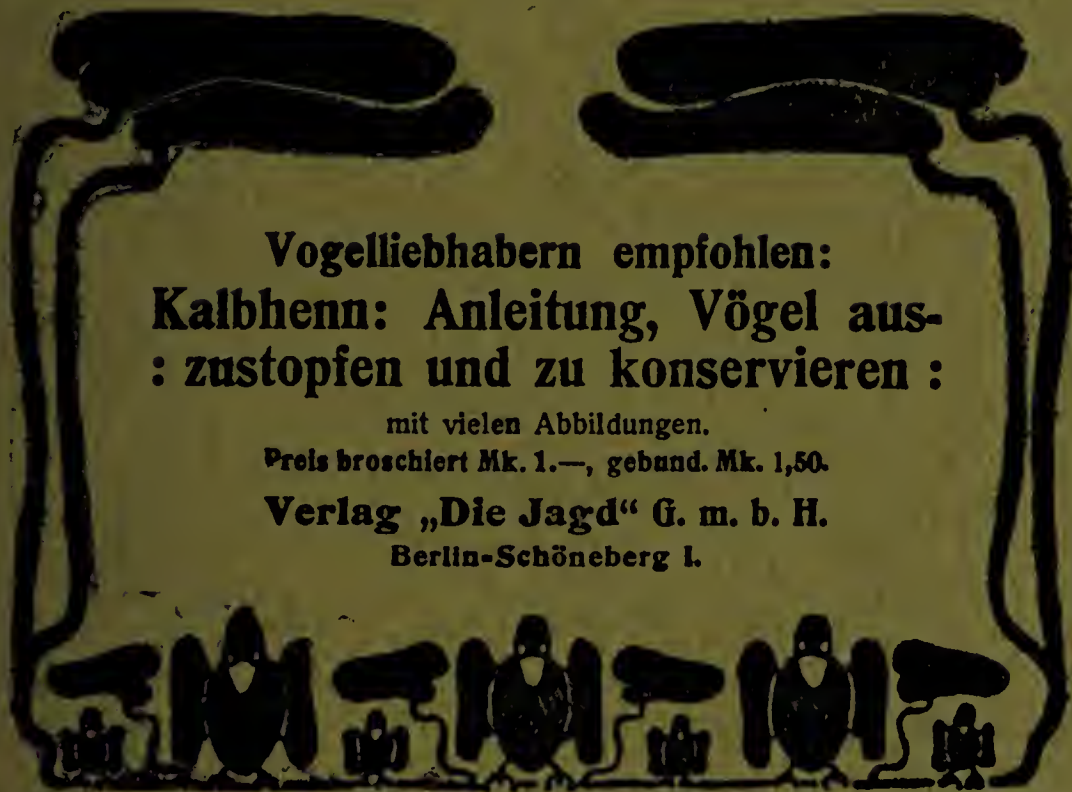 Vogelliebhabern empfohlen:
Kalbhenn: Anleitung, Vögel aus-
: zustopfen und zu konservieren :
mit vielen Abbildungen.
Preis broschiert Mk. 1.—, gebund. Mk. 1,50.
Verlag „Die Jagd“ G. m. b. H.
Berlin-Schöneberg I.